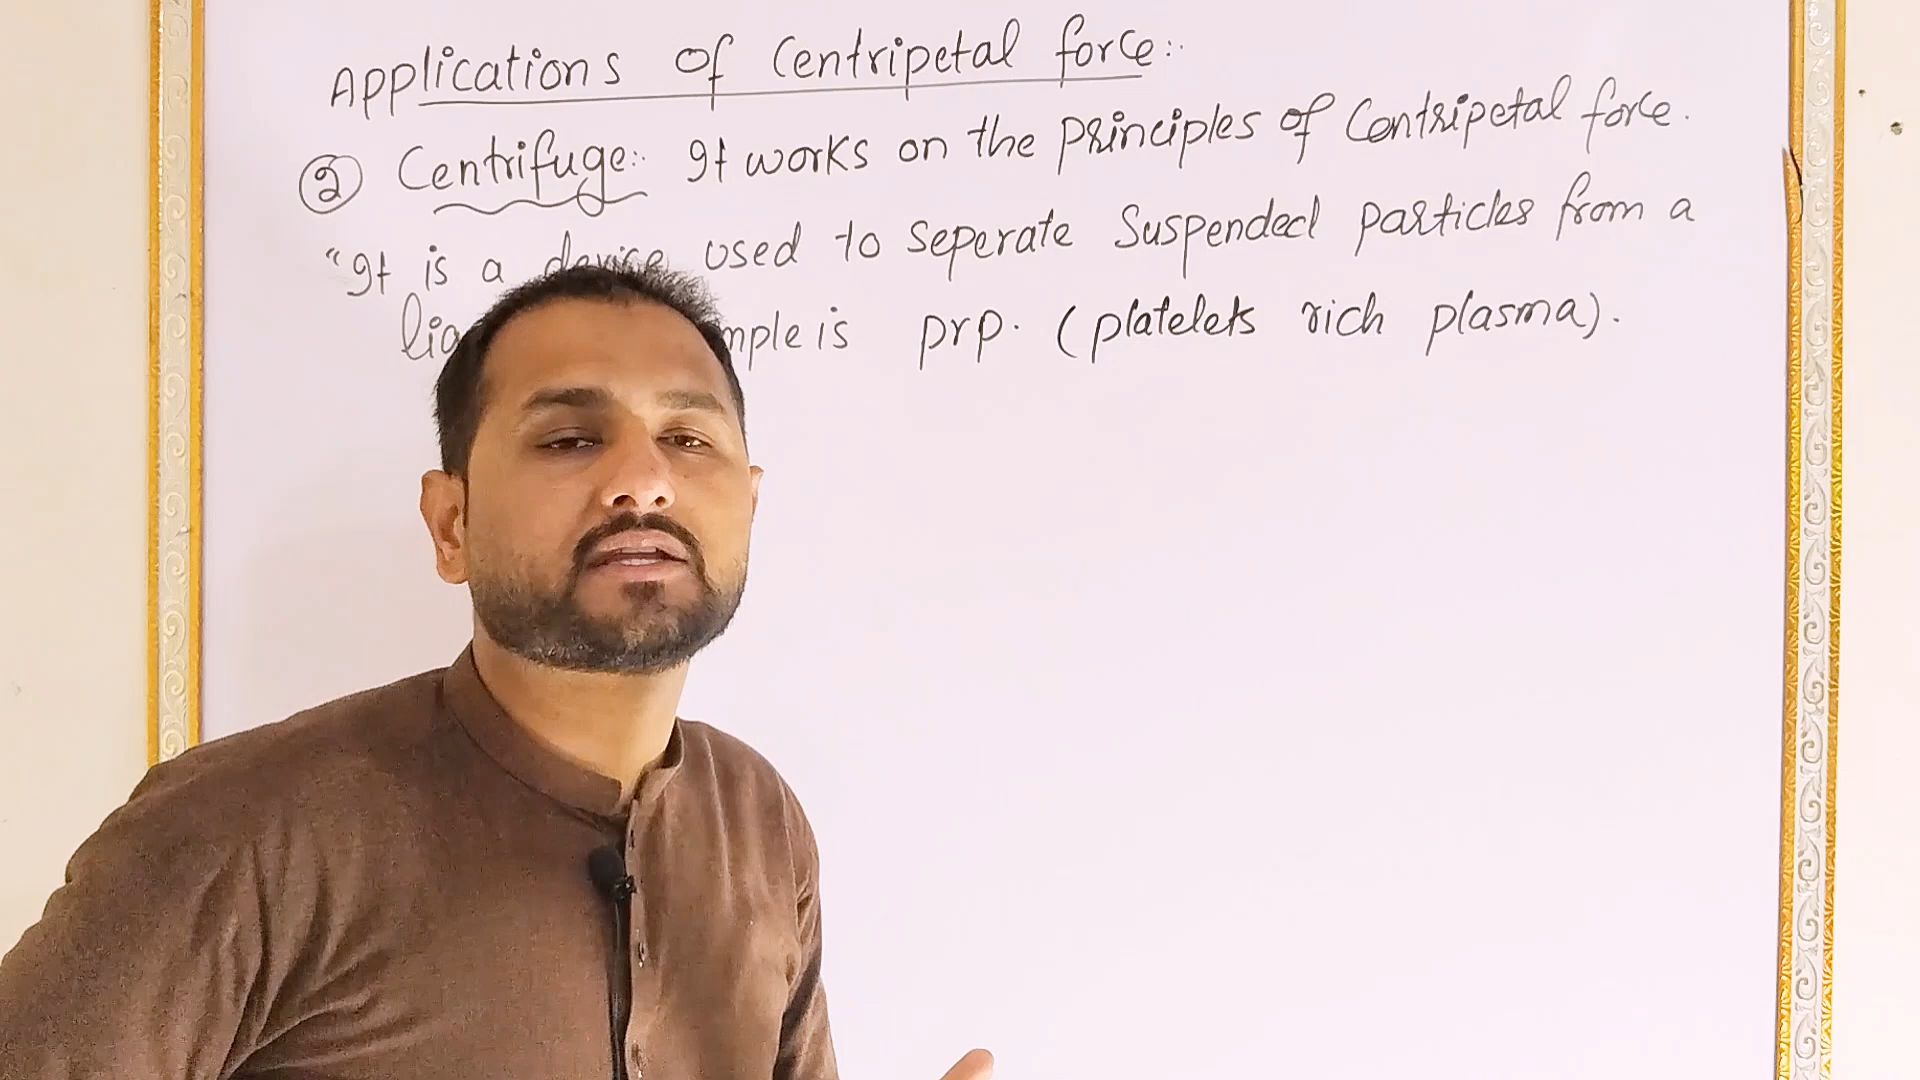 Applications of Centripetal force:
② Centrifuge: It works on the principles of Centripetal force.
"It is a device used to seperate suspended particles from a
is prp. (platelets rich plasma).